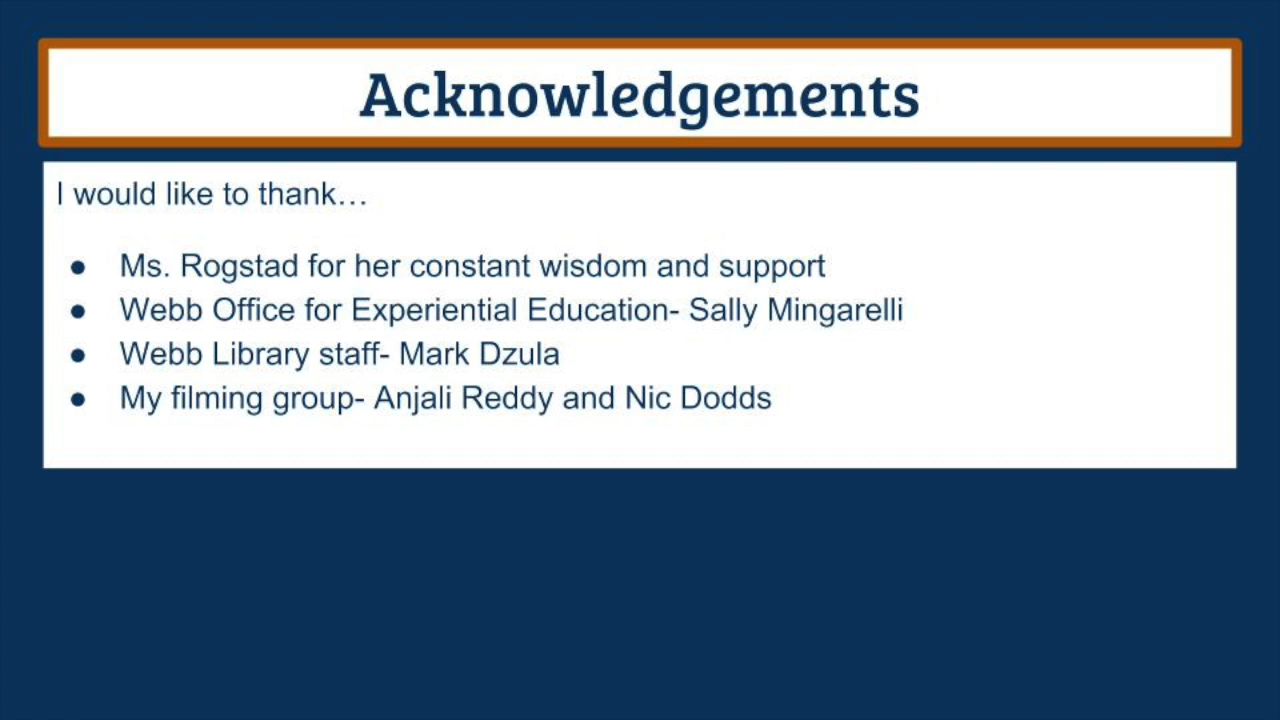 Acknowledgements
I would like to thank…
● Ms. Rogstad for her constant wisdom and support
● Webb Office for Experiential Education- Sally Mingarelli
● Webb Library staff- Mark Dzula
● My filming group- Anjali Reddy and Nic Dodds